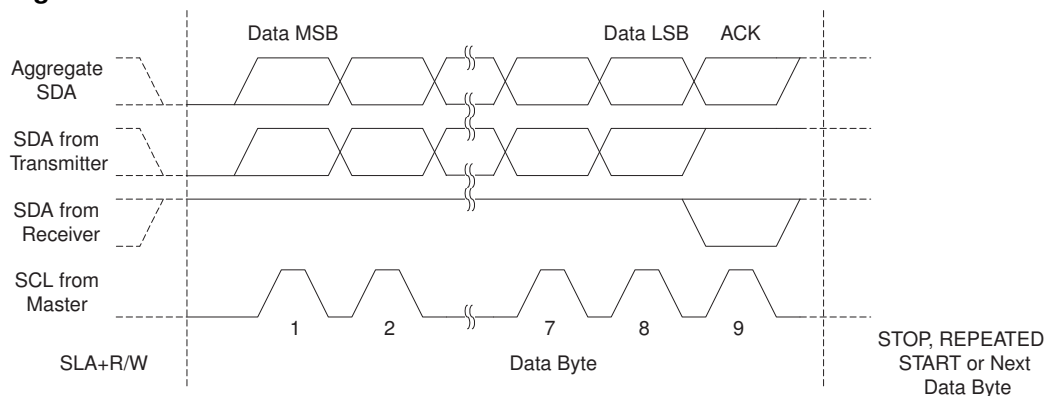 Data MSB
Data LSB
ACK
Aggregate
SDA
SDA from
Transmitter
SDA from
Receiver
SCL from
Master
1
2
7
8
9
SLA+R/W
Data Byte
STOP, REPEATED
START or Next
Data Byte